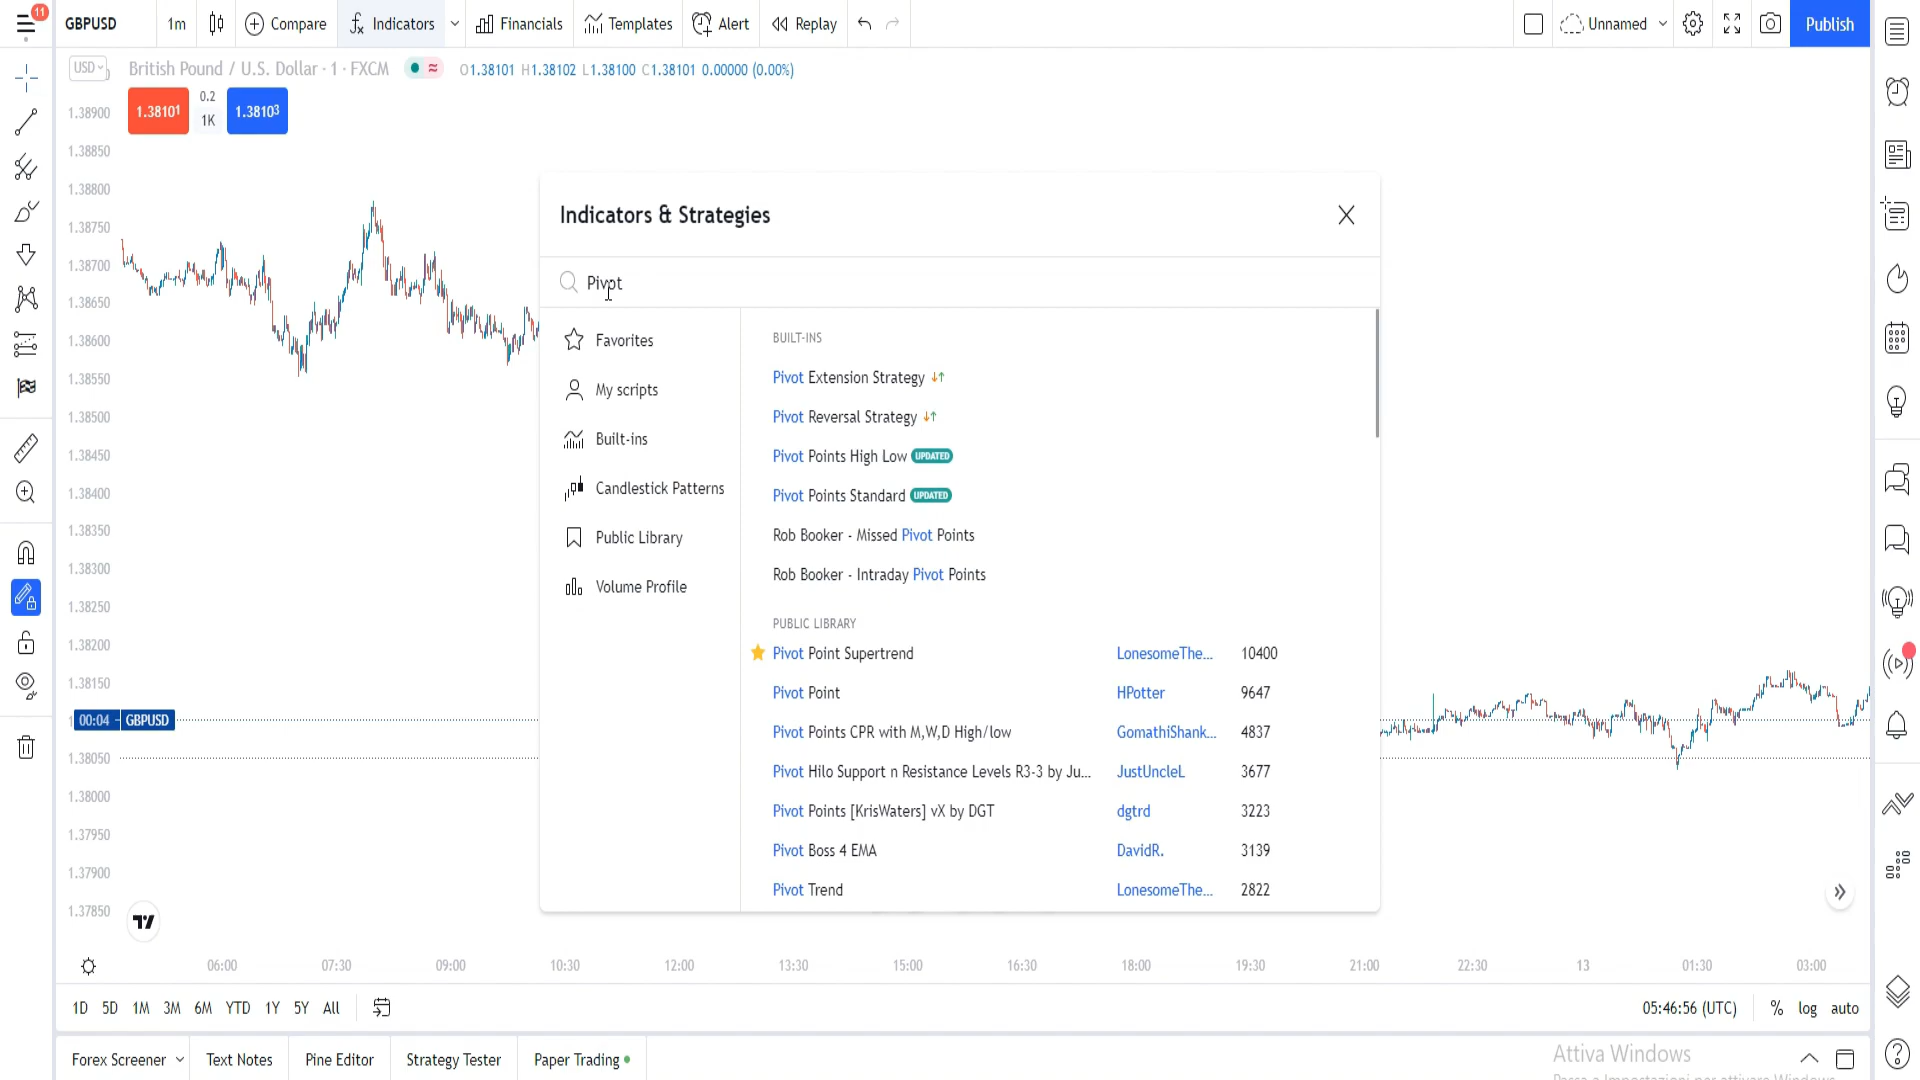 11
GBPUSD 1m Compare Indicators Financials Templates Alert Replay Unnamed Publish
USD British Pound / U.S. Dollar · 1 · FXCM O1.38101 H1.38102 L1.38100 C1.38101 0.00000 (0.00%)
1.38101 0.2 1K 1.38103
1.38900
1.38850
1.38800
1.38750
1.38700
1.38650
1.38600
1.38550
1.38500
1.38450
1.38400
1.38350
1.38300
1.38250
1.38200
1.38150
00:04 GBPUSD
1.38050
1.38000
1.37950
1.37900
1.37850
Indicators & Strategies
Pivot
Favorites
My scripts
Built-ins
Candlestick Patterns
Public Library
Volume Profile
BUILT-INS
Pivot Extension Strategy
Pivot Reversal Strategy
Pivot Points High Low UPDATED
Pivot Points Standard UPDATED
Rob Booker - Missed Pivot Points
Rob Booker - Intraday Pivot Points
PUBLIC LIBRARY
Pivot Point Supertrend LonesomeThe... 10400
Pivot Point HPotter 9647
Pivot Points CPR with M,W,D High/low GomathiShank... 4837
Pivot Hilo Support n Resistance Levels R3-3 by Ju... JustUncleL 3677
Pivot Points [KrisWaters] vX by DGT dgtrd 3223
Pivot Boss 4 EMA DavidR. 3139
Pivot Trend LonesomeThe... 2822
06:00 07:30 09:00 10:30 12:00 13:30 15:00 16:30 18:00 19:30 21:00 22:30 13 01:30 03:00
1D 5D 1M 3M 6M YTD 1Y 5Y All 05:46:56 (UTC) % log auto
Forex Screener Text Notes Pine Editor Strategy Tester Paper Trading
Attiva Windows
Passa a Impostazioni per attivare Windows